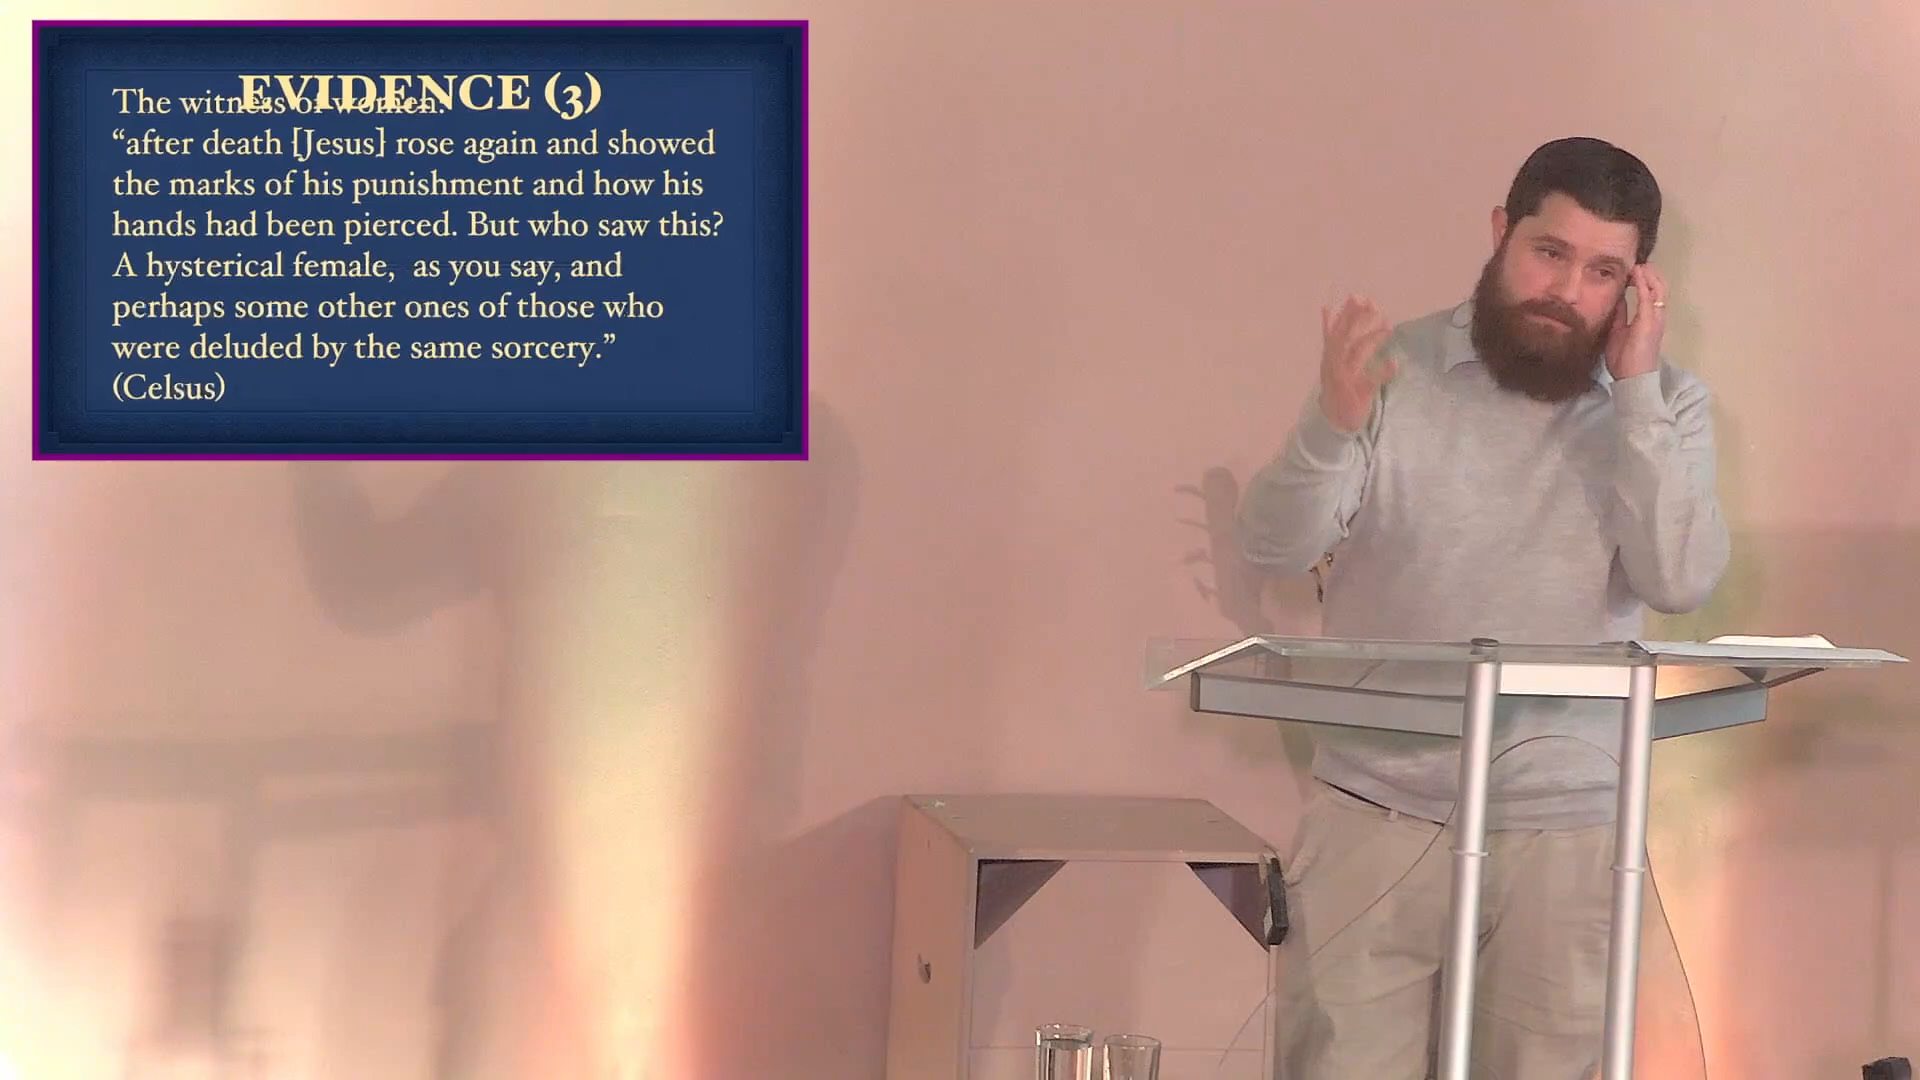 EVIDENCE (3)
The witness of women:
“after death [Jesus] rose again and showed
the marks of his punishment and how his
hands had been pierced. But who saw this?
A hysterical female,  as you say, and
perhaps some other ones of those who
were deluded by the same sorcery.”
(Celsus)